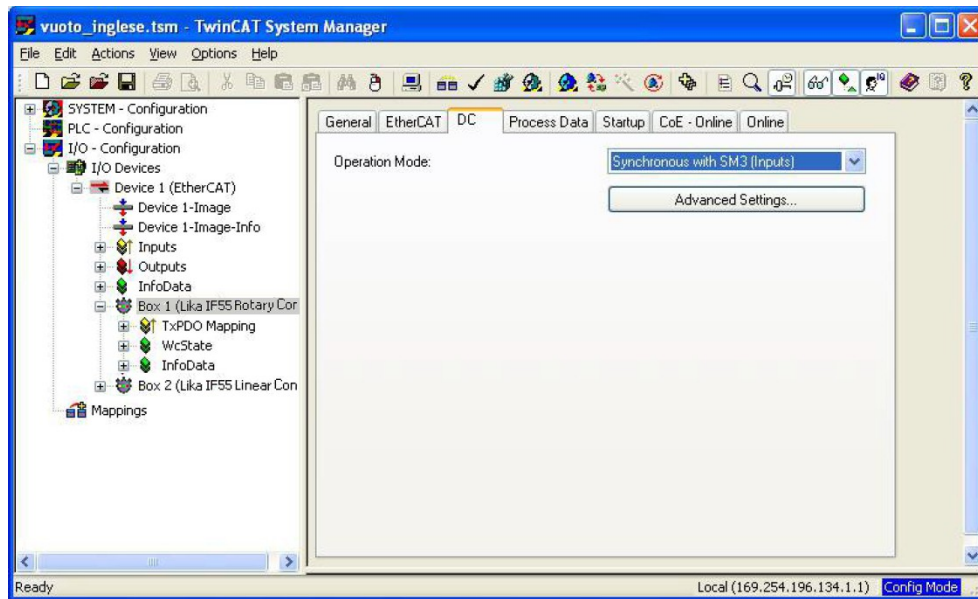 vuoto_inglese.tsm - TwinCAT System Manager
File Edit Actions View Options Help
SYSTEM - Configuration
PLC - Configuration
I/O - Configuration
I/O Devices
Device 1 (EtherCAT)
Device 1-Image
Device 1-Image-Info
Inputs
Outputs
InfoData
Box 1 (Lika IF55 Rotary Con
TxPDO Mapping
WcState
InfoData
Box 2 (Lika IF55 Linear Con
Mappings
General EtherCAT DC Process Data Startup CoE - Online Online
Operation Mode: Synchronous with SM3 (Inputs)
Advanced Settings...
Ready Local (169.254.196.134.1.1) Config Mode